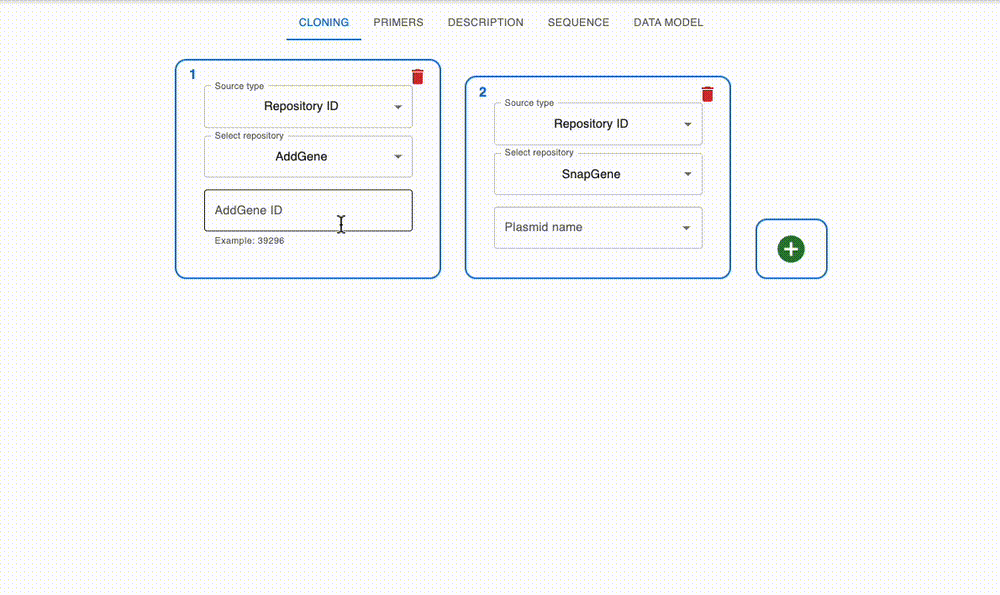 CLONING PRIMERS DESCRIPTION SEQUENCE DATA MODEL
1
Source type
Repository ID
Select repository
AddGene
AddGene ID
Example: 39296
2
Source type
Repository ID
Select repository
SnapGene
Plasmid name